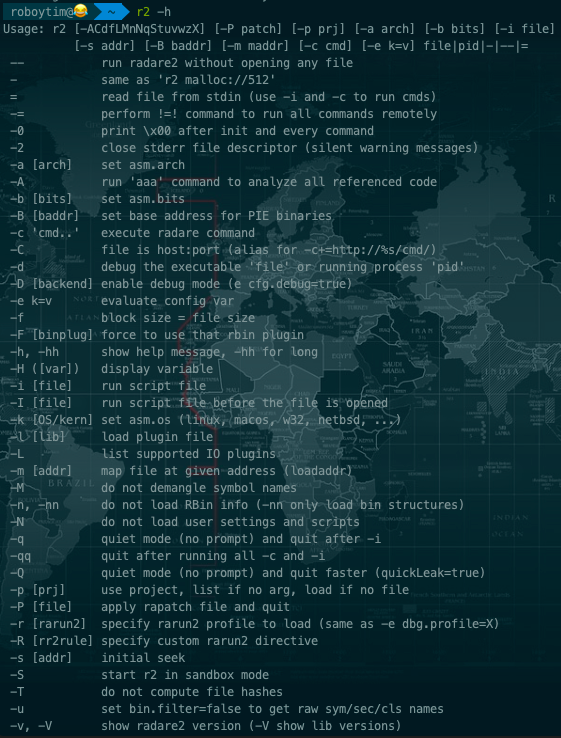 roboytim@😂 ~ r2 -h
Usage: r2 [-ACdfLMnNqStuvwzX] [-P patch] [-p prj] [-a arch] [-b bits] [-i file]
          [-s addr] [-B baddr] [-m maddr] [-c cmd] [-e k=v] file|pid|-|--|=
 --           run radare2 without opening any file
 -            same as 'r2 malloc://512'
 =            read file from stdin (use -i and -c to run cmds)
 -=           perform !=! command to run all commands remotely
 -0           print \x00 after init and every command
 -2           close stderr file descriptor (silent warning messages)
 -a [arch]    set asm.arch
 -A           run 'aaa' command to analyze all referenced code
 -b [bits]    set asm.bits
 -B [baddr]   set base address for PIE binaries
 -c 'cmd..'   execute radare command
 -C           file is host:port (alias for -c+=http://%s/cmd/)
 -d           debug the executable 'file' or running process 'pid'
 -D [backend] enable debug mode (e cfg.debug=true)
 -e k=v       evaluate config var
 -f           block size = file size
 -F [binplug] force to use that rbin plugin
 -h, -hh      show help message, -hh for long
 -H ([var])   display variable
 -i [file]    run script file
 -I [file]    run script file before the file is opened
 -k [OS/kern] set asm.os (linux, macos, w32, netbsd, ...)
 -l [lib]     load plugin file
 -L           list supported IO plugins
 -m [addr]    map file at given address (loadaddr)
 -M           do not demangle symbol names
 -n, -nn      do not load RBin info (-nn only load bin structures)
 -N           do not load user settings and scripts
 -q           quiet mode (no prompt) and quit after -i
 -qq          quit after running all -c and -i
 -Q           quiet mode (no prompt) and quit faster (quickLeak=true)
 -p [prj]     use project, list if no arg, load if no file
 -P [file]    apply rapatch file and quit
 -r [rarun2]  specify rarun2 profile to load (same as -e dbg.profile=X)
 -R [rr2rule] specify custom rarun2 directive
 -s [addr]    initial seek
 -S           start r2 in sandbox mode
 -T           do not compute file hashes
 -u           set bin.filter=false to get raw sym/sec/cls names
 -v, -V       show radare2 version (-V show lib versions)
BRAZIL
EGYPT
SAUDI
ARABIA
IRAN
INDIA
INDIAN
OCEAN